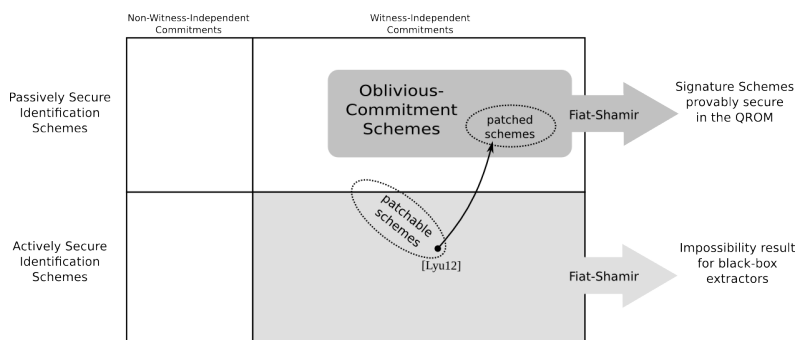 Non-Witness-Independent
Commitments
Witness-Independent
Commitments
Passively Secure
Identification
Schemes
Oblivious-
Commitment
Schemes
patched
schemes
Fiat-Shamir
Signature Schemes
provably secure
in the QROM
patchable
schemes
[Lyu12]
Actively Secure
Identification
Schemes
Fiat-Shamir
Impossibility result
for black-box
extractors